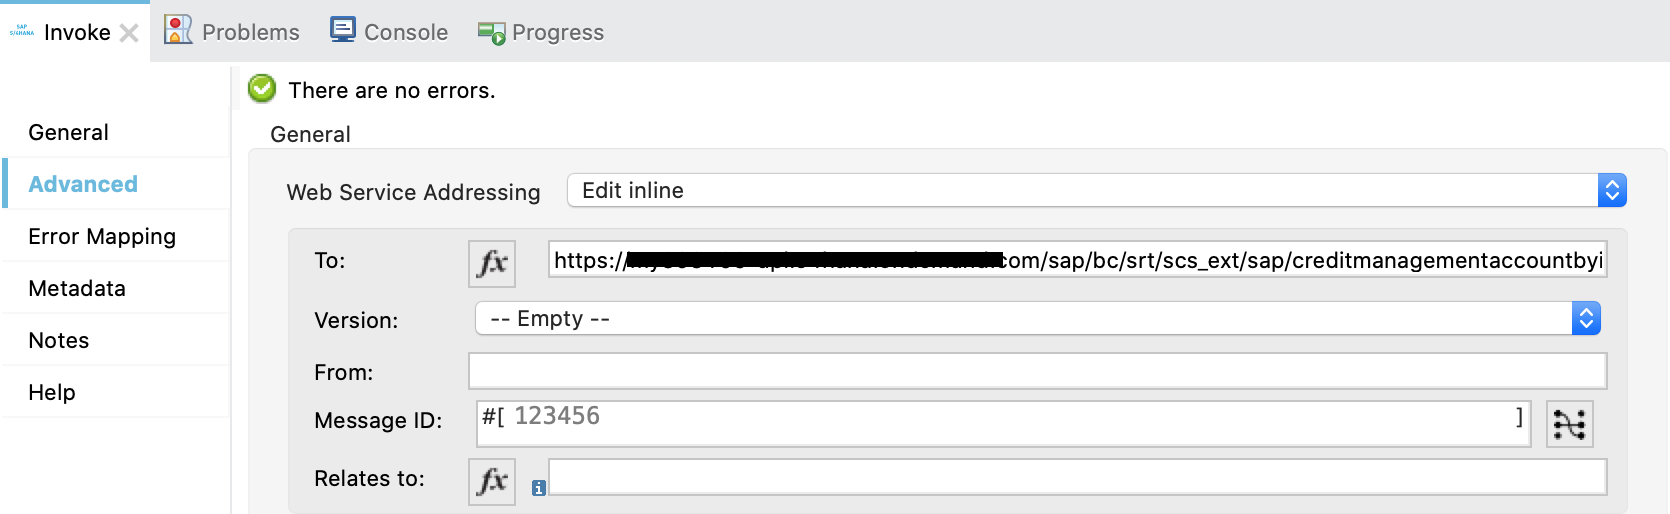 SAP
S/4HANA
Invoke
Problems
Console
Progress
There are no errors.
General
General
Advanced
Error Mapping
Metadata
Notes
Help
Web Service Addressing
Edit inline
To:
fx
https://
com/sap/bc/srt/scs_ext/sap/creditmanagementaccountbyi
Version:
-- Empty --
From:
Message ID:
#[ 123456 ]
Relates to:
fx
i